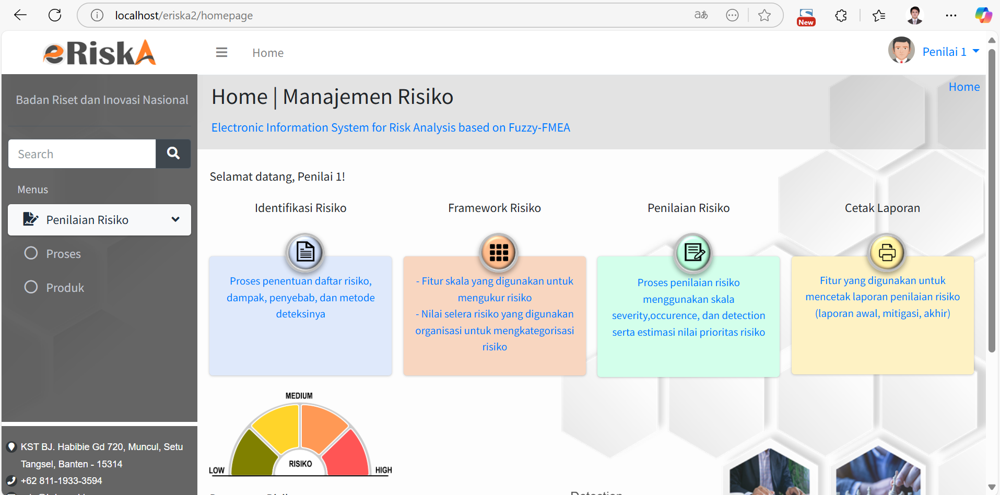 localhost/eriska2/homepage
aあ
New
eRiskA
Home
Penilai 1
Badan Riset dan Inovasi Nasional
Search
Menus
Penilaian Risiko
Proses
Produk
KST BJ. Habibie Gd 720, Muncul, Setu
Tangsel, Banten - 15314
+62 811-1933-3594
Home | Manajemen Risiko
Home
Electronic Information System for Risk Analysis based on Fuzzy-FMEA
Selamat datang, Penilai 1!
Identifikasi Risiko
Proses penentuan daftar risiko,
dampak, penyebab, dan metode
deteksinya
Framework Risiko
- Fitur skala yang digunakan untuk
mengukur risiko
- Nilai selera risiko yang digunakan
organisasi untuk mengkategorisasi
risiko
Penilaian Risiko
Proses penilaian risiko
menggunakan skala
severity,occurence, dan detection
serta estimasi nilai prioritas risiko
Cetak Laporan
Fitur yang digunakan untuk
mencetak laporan penilaian risiko
(laporan awal, mitigasi, akhir)
MEDIUM
LOW
RISIKO
HIGH
Detection